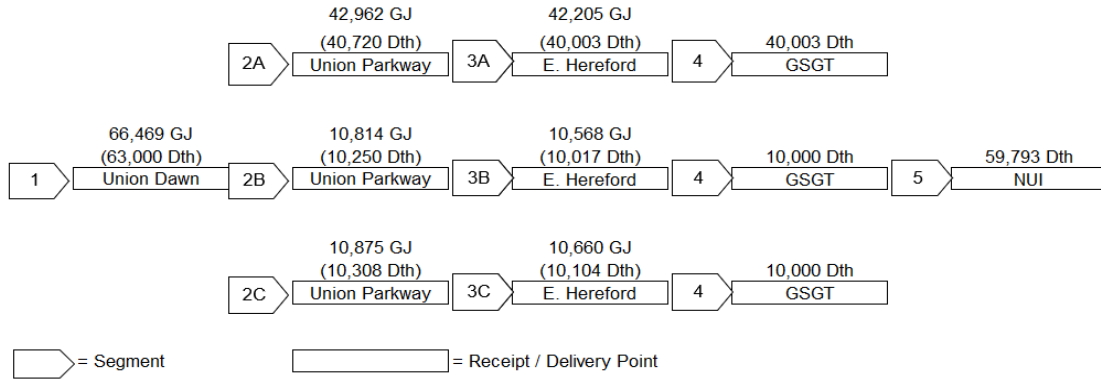 42,962 GJ 42,205 GJ
(40,720 Dth) (40,003 Dth) 40,003 Dth
2A Union Parkway 3A E. Hereford 4 GSGT
66,469 GJ 10,814 GJ 10,568 GJ
(63,000 Dth) (10,250 Dth) (10,017 Dth) 10,000 Dth 59,793 Dth
1 Union Dawn 2B Union Parkway 3B E. Hereford 4 GSGT 5 NUI
10,875 GJ 10,660 GJ
(10,308 Dth) (10,104 Dth) 10,000 Dth
2C Union Parkway 3C E. Hereford 4 GSGT
= Segment = Receipt / Delivery Point